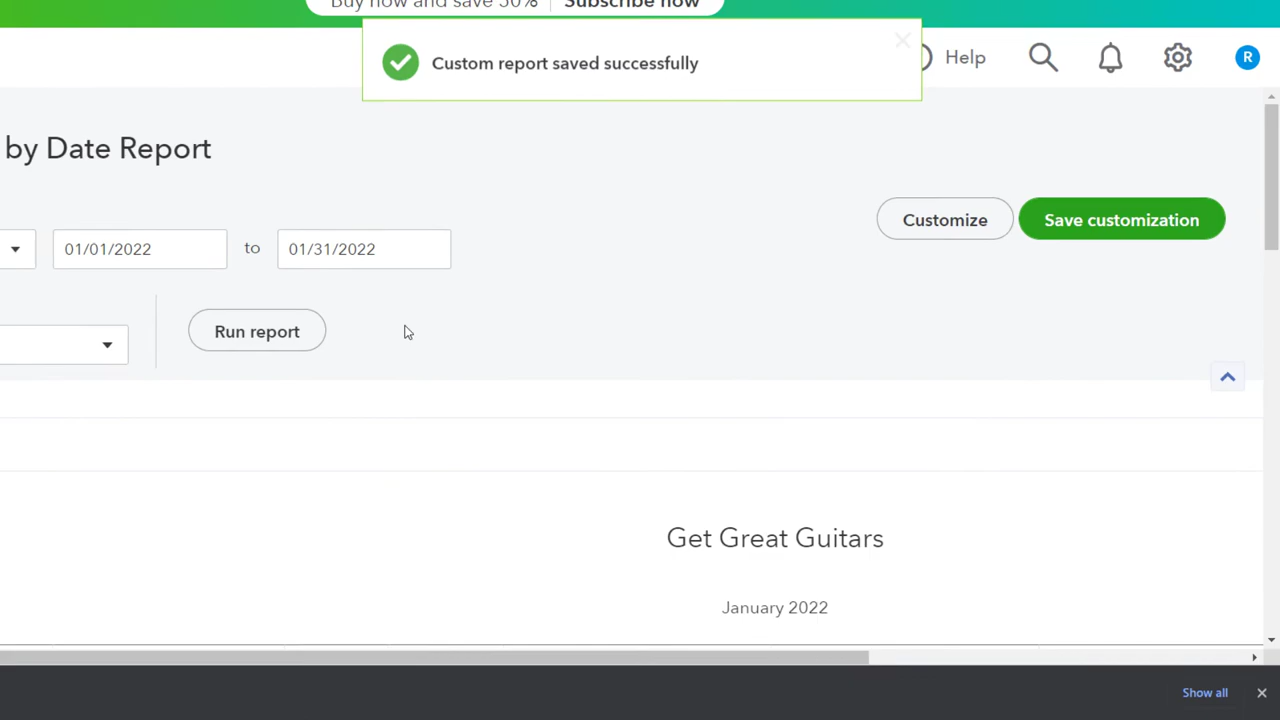 Buy now and save 50% Subscribe now
Custom report saved successfully
Help
R
by Date Report
Customize
Save customization
01/01/2022 to 01/31/2022
Run report
Get Great Guitars
January 2022
Show all